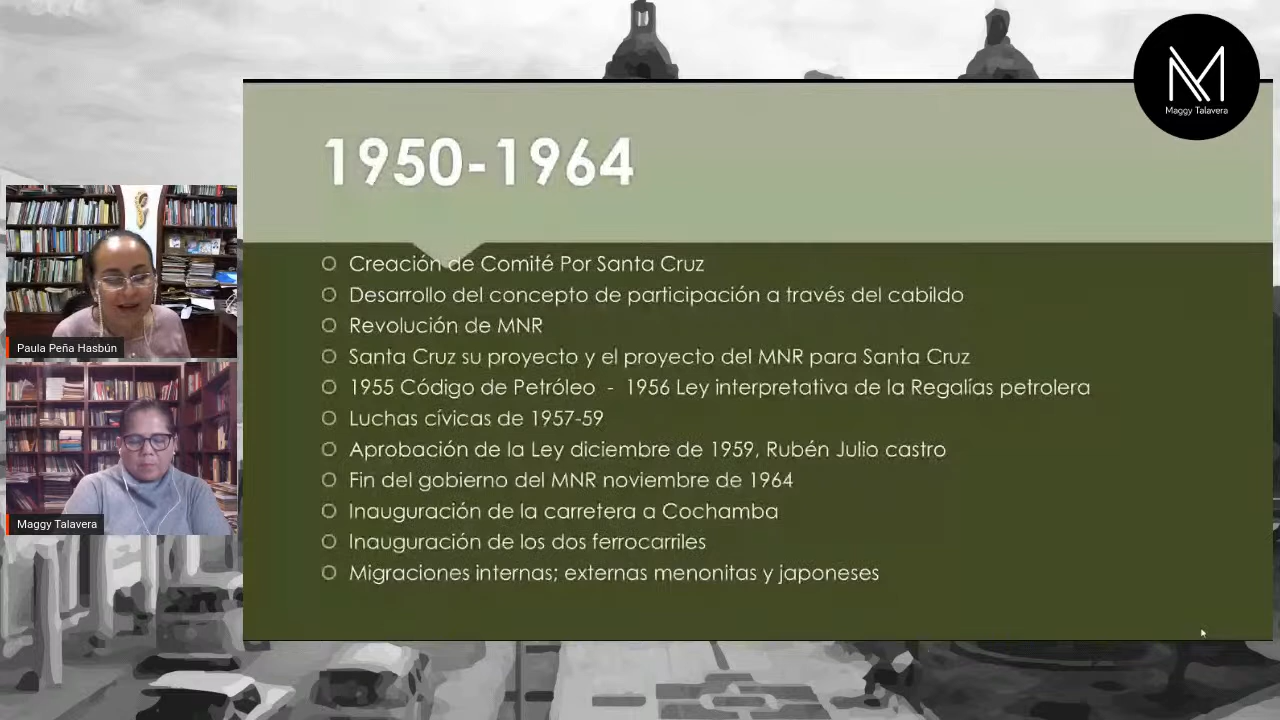 Maggy Talavera
1950-1964
Creación de Comité Por Santa Cruz
Desarrollo del concepto de participación a través del cabildo
Revolución de MNR
Santa Cruz su proyecto y el proyecto del MNR para Santa Cruz
1955 Código de Petróleo - 1956 Ley interpretativa de la Regalías petrolera
Luchas cívicas de 1957-59
Aprobación de la Ley diciembre de 1959, Rubén Julio castro
Fin del gobierno del MNR noviembre de 1964
Inauguración de la carretera a Cochamba
Inauguración de los dos ferrocarriles
Migraciones internas; externas menonitas y japoneses
Paula Peña Hasbún
Maggy Talavera